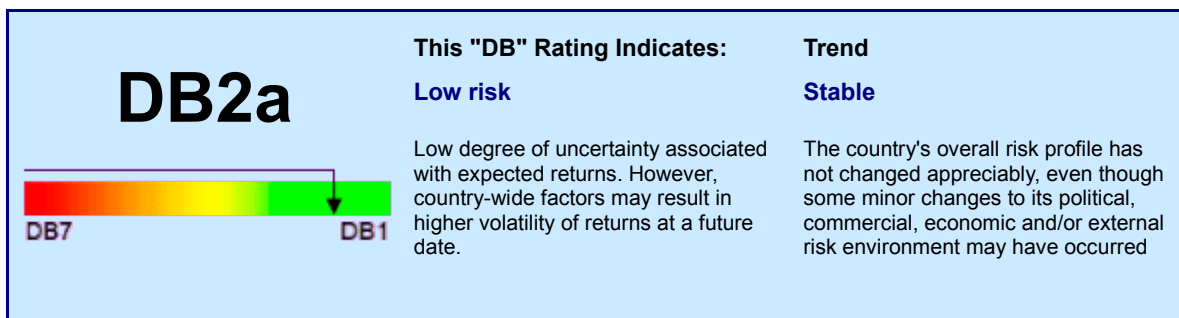 DB2a
DB7
DB1
This "DB" Rating Indicates:
Low risk
Low degree of uncertainty associated
with expected returns. However,
country-wide factors may result in
higher volatility of returns at a future
date.
Trend
Stable
The country's overall risk profile has
not changed appreciably, even though
some minor changes to its political,
commercial, economic and/or external
risk environment may have occurred